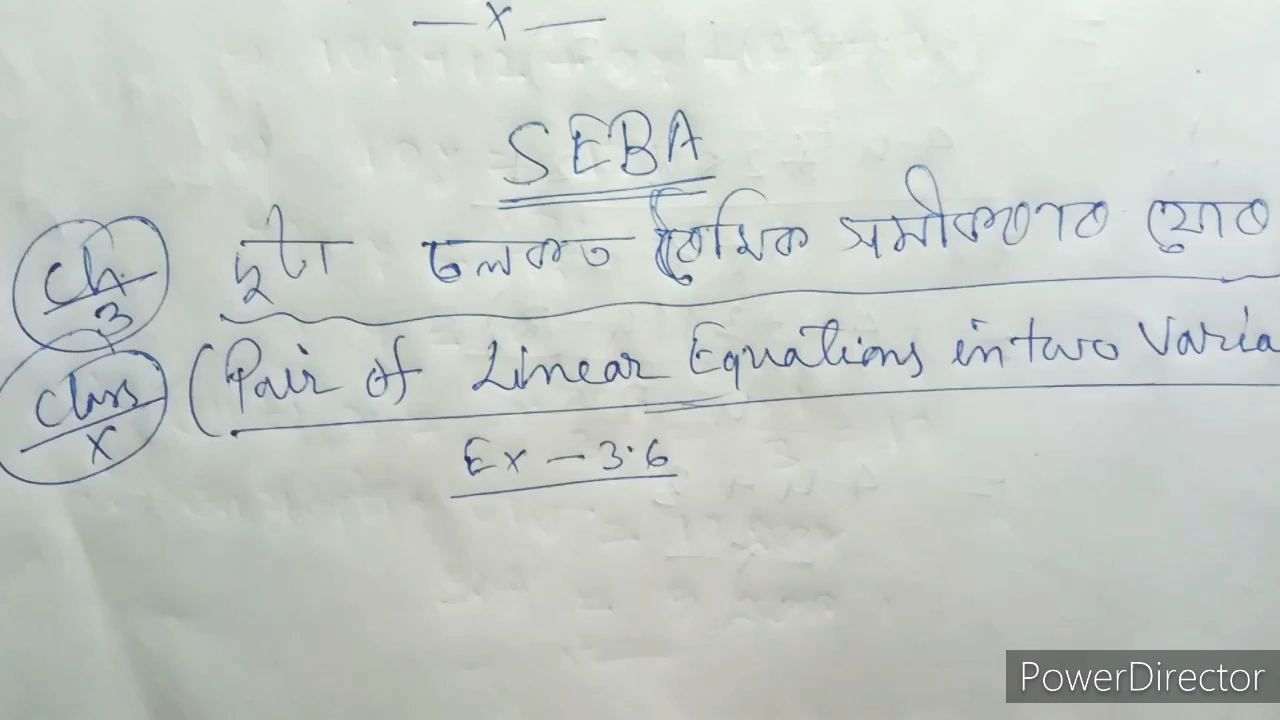 — x —
SEBA
Ch 3 দুটা চলকত ৰৈখিক সমীকৰণৰ যোৰ
Class X (Pair of Linear Equations in two Varia
Ex — 3.6
PowerDirector